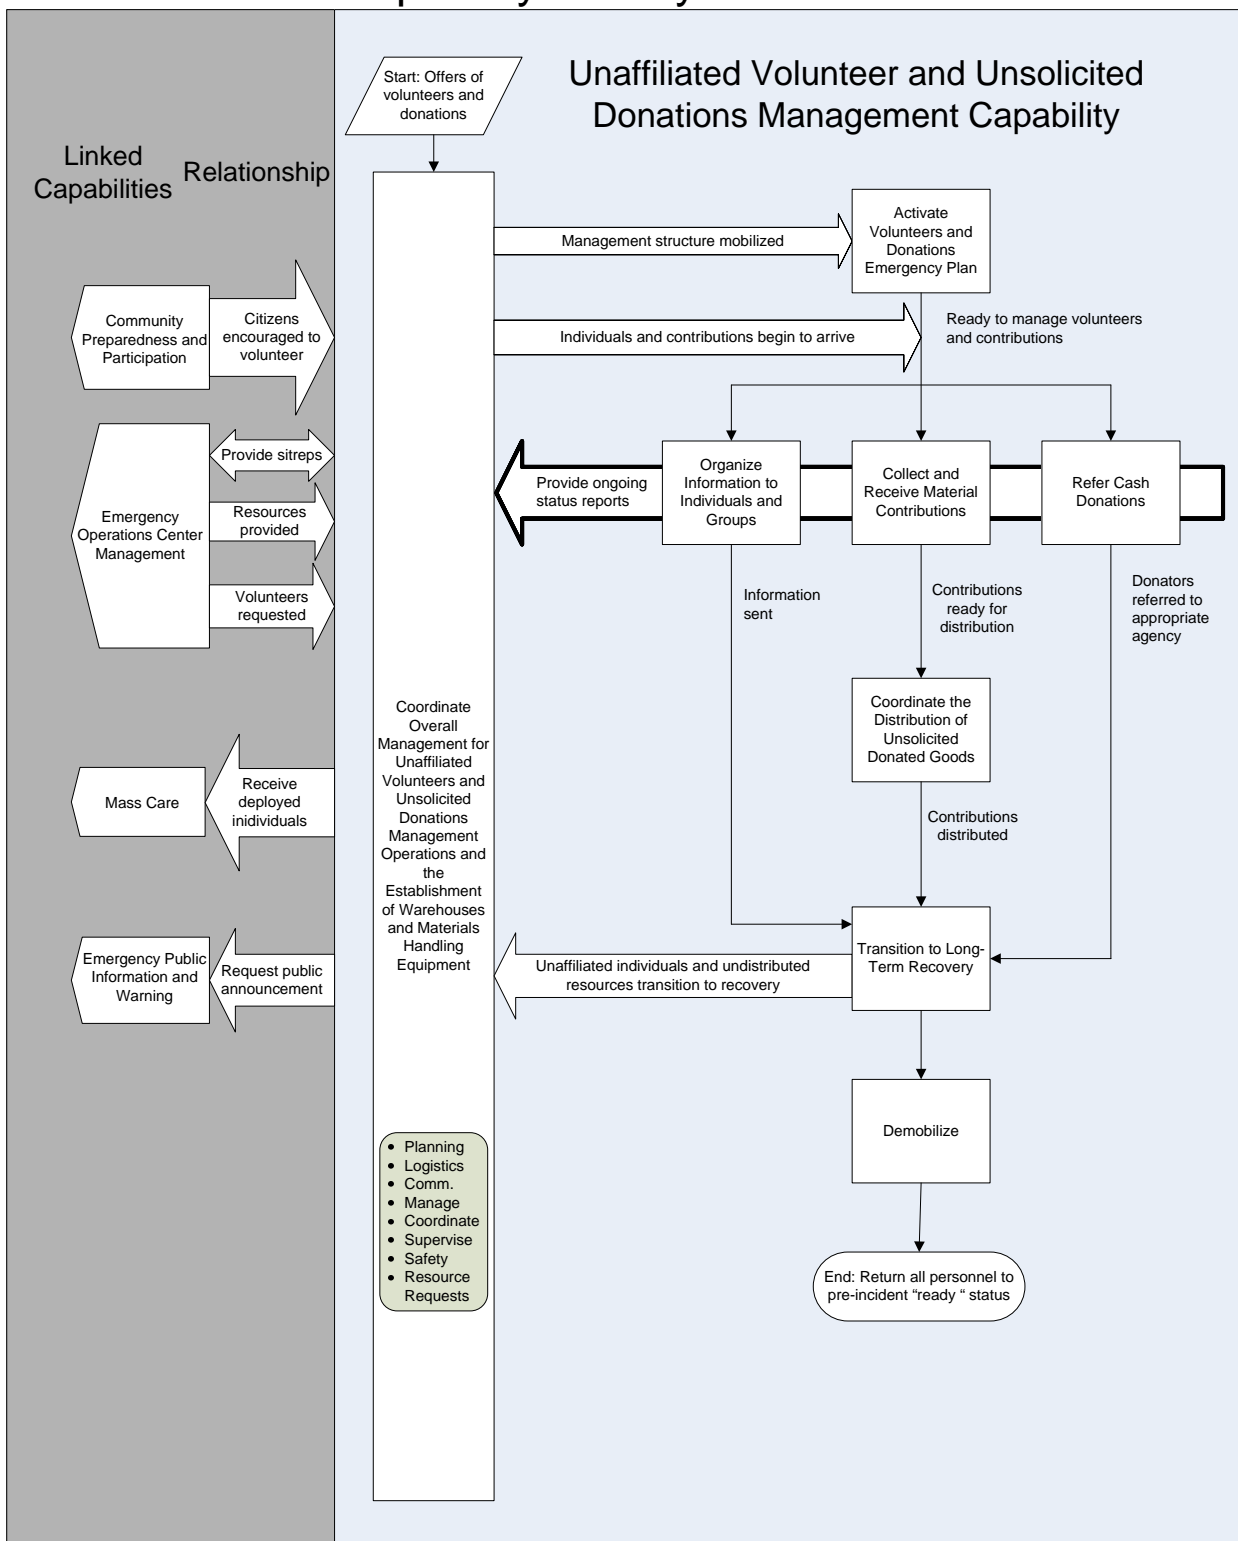 Start: Offers of
volunteers and
donations
Unaffiliated Volunteer and Unsolicited
Donations Management Capability
Linked
Capabilities
Relationship
Activate
Volunteers and
Donations
Emergency Plan
Management structure mobilized
Community
Preparedness and
Participation
Citizens
encouraged to
volunteer
Individuals and contributions begin to arrive
Ready to manage volunteers
and contributions
Emergency
Operations Center
Management
Provide sitreps
Resources
provided
Volunteers
requested
Provide ongoing
status reports
Organize
Information to
Individuals and
Groups
Collect and
Receive Material
Contributions
Refer Cash
Donations
Information
sent
Contributions
ready for
distribution
Donators
referred to
appropriate
agency
Coordinate the
Distribution of
Unsolicited
Donated Goods
Coordinate
Overall
Management for
Unaffiliated
Volunteers and
Unsolicited
Donations
Management
Operations and
the
Establishment
of Warehouses
and Materials
Handling
Equipment
Mass Care
Receive
deployed
inidividuals
Contributions
distributed
Emergency Public
Information and
Warning
Request public
announcement
Unaffiliated individuals and undistributed
resources transition to recovery
Transition to Long-
Term Recovery
Demobilize
• Planning
• Logistics
• Comm.
• Manage
• Coordinate
• Supervise
• Safety
• Resource
Requests
End: Return all personnel to
pre-incident “ready “ status